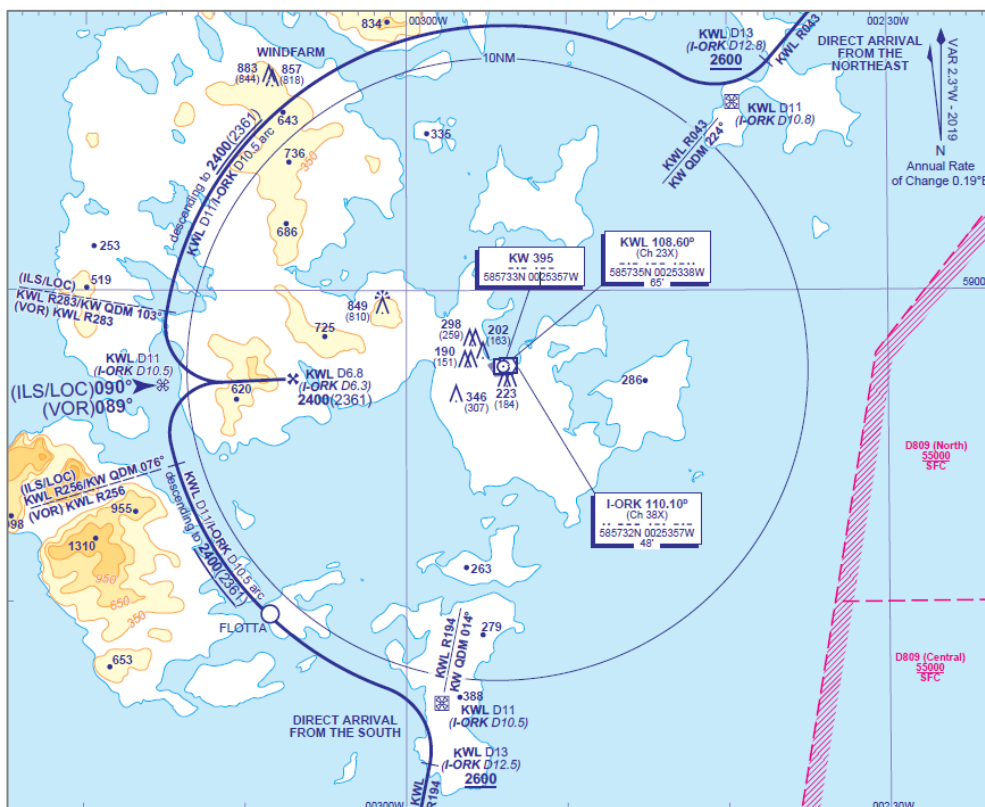 834
00300W
00230W
KWL D13
(I-ORK D12.8)
2600
KWL R043
DIRECT ARRIVAL
FROM THE
NORTHEAST
VAR 2.3°W - 2019
N
Annual Rate
of Change 0.19°E
WINDFARM
883
(844)
857
(818)
10NM
KWL D11
(I-ORK D10.8)
643
335
KWL R043
KW QDM 224°
736
350
descending to 2400(2361)
KWL D11/I-ORK D10.5 arc
686
253
KW 395
585733N 0025357W
KWL 108.60º
(Ch 23X)
585735N 0025338W
65'
519
5900
(ILS/LOC)
KWL R283/KW QDM 103°
(VOR) KWL R283
849
(810)
725
298
(259)
202
(163)
190
(151)
KWL D11
(I-ORK D10.5)
KWL D6.8
(I-ORK D6.3)
2400(2361)
(ILS/LOC)090°
(VOR)089°
620
346
(307)
223
(184)
286
D809 (North)
55000
SFC
(ILS/LOC)
KWL R256/KW QDM 076°
(VOR) KWL R256
KWL D11/I-ORK D10.5 arc
descending to 2400(2361)
I-ORK 110.10º
(Ch 38X)
585732N 0025357W
48'
098
955
1310
950
650
350
263
FLOTTA
KWL R194
KW QDM 014°
279
653
388
KWL D11
(I-ORK D10.5)
D809 (Central)
55000
SFC
DIRECT ARRIVAL
FROM THE SOUTH
KWL D13
(I-ORK D12.5)
2600
KWL
R194
00300W
00230W